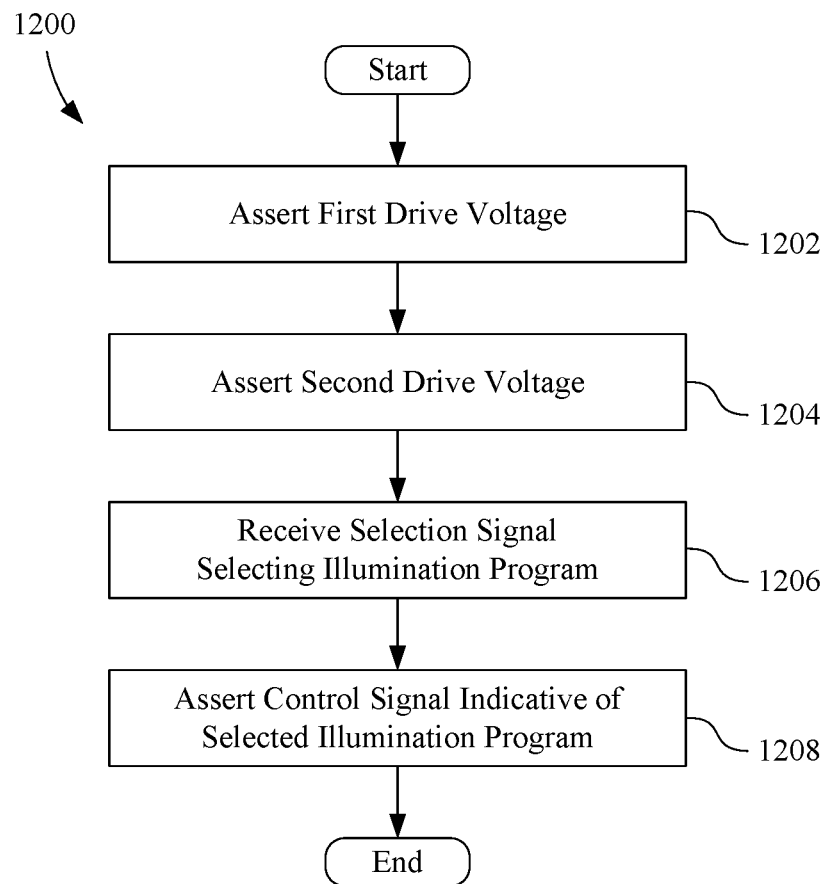 1200
Start
Assert First Drive Voltage
1202
Assert Second Drive Voltage
1204
Receive Selection Signal
Selecting Illumination Program
1206
Assert Control Signal Indicative of
Selected Illumination Program
1208
End